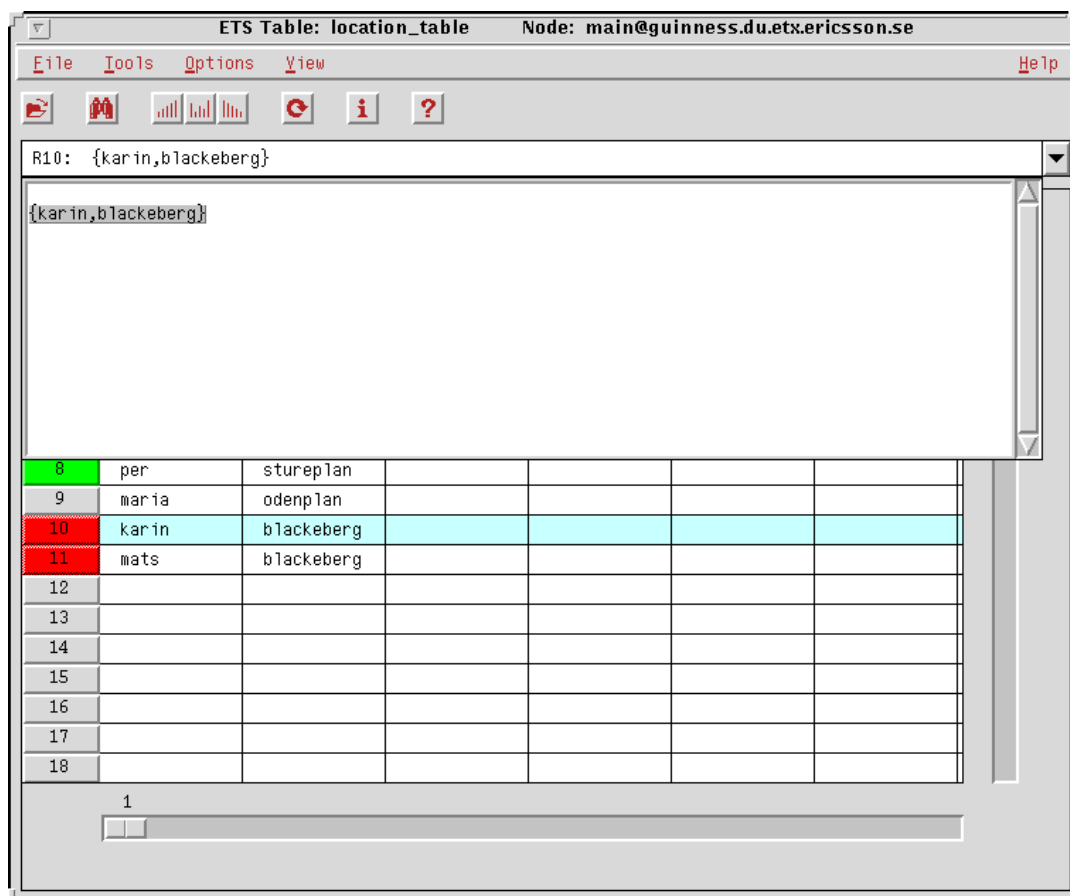 ETS Table: location_table Node: main@guinness.du.etx.ericsson.se
File Tools Options View Help
R10: {karin,blackeberg}
{karin,blackeberg}
8 per stureplan
9 maria odenplan
10 karin blackeberg
11 mats blackeberg
12
13
14
15
16
17
18
1